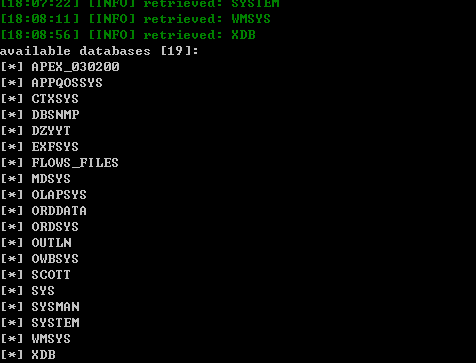 [18:07:22] [INFO] retrieved: SYSTEM
[18:08:11] [INFO] retrieved: WMSYS
[18:08:56] [INFO] retrieved: XDB
available databases [19]:
[*] APEX_030200
[*] APPQOSSYS
[*] CTXSYS
[*] DBSNMP
[*] DZYYT
[*] EXFSYS
[*] FLOWS_FILES
[*] MDSYS
[*] OLAPSYS
[*] ORDDATA
[*] ORDSYS
[*] OUTLN
[*] OWBSYS
[*] SCOTT
[*] SYS
[*] SYSMAN
[*] SYSTEM
[*] WMSYS
[*] XDB